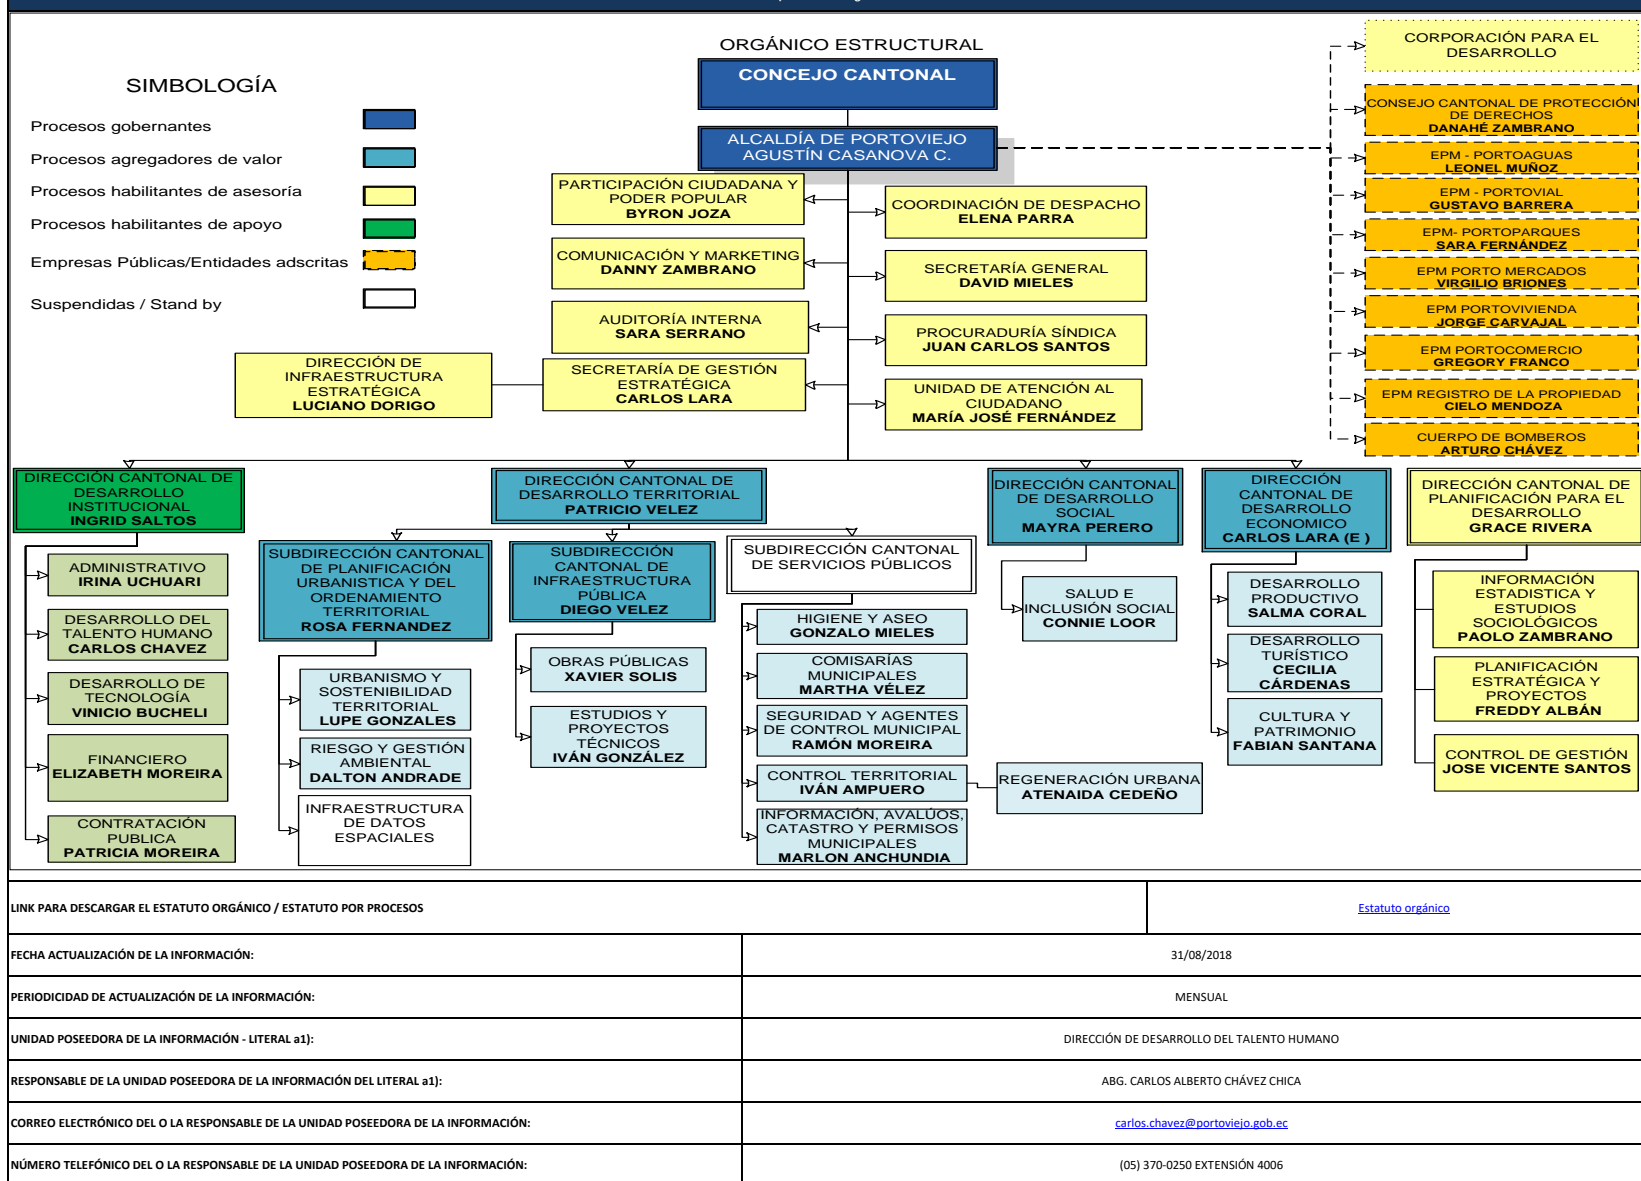 ORGÁNICO ESTRUCTURAL
CONCEJO CANTONAL
ALCALDÍA DE PORTOVIEJO
AGUSTÍN CASANOVA C.
SIMBOLOGÍA
Procesos gobernantes
Procesos agregadores de valor
Procesos habilitantes de asesoría
Procesos habilitantes de apoyo
Empresas Públicas/Entidades adscritas
Suspendidas / Stand by
CORPORACIÓN PARA EL
DESARROLLO
CONSEJO CANTONAL DE PROTECCIÓN
DE DERECHOS
DANAHÉ ZAMBRANO
EPM - PORTOAGUAS
LEONEL MUÑOZ
EPM - PORTOVIAL
GUSTAVO BARRERA
EPM- PORTOPARQUES
SARA FERNÁNDEZ
EPM PORTO MERCADOS
VIRGILIO BRIONES
EPM PORTOVIVIENDA
JORGE CARVAJAL
EPM PORTOCOMERCIO
GREGORY FRANCO
EPM REGISTRO DE LA PROPIEDAD
CIELO MENDOZA
CUERPO DE BOMBEROS
ARTURO CHÁVEZ
PARTICIPACIÓN CIUDADANA Y
PODER POPULAR
BYRON JOZA
COORDINACIÓN DE DESPACHO
ELENA PARRA
COMUNICACIÓN Y MARKETING
DANNY ZAMBRANO
SECRETARÍA GENERAL
DAVID MIELES
AUDITORÍA INTERNA
SARA SERRANO
PROCURADURÍA SÍNDICA
JUAN CARLOS SANTOS
DIRECCIÓN DE
INFRAESTRUCTURA
ESTRATÉGICA
LUCIANO DORIGO
SECRETARÍA DE GESTIÓN
ESTRATÉGICA
CARLOS LARA
UNIDAD DE ATENCIÓN AL
CIUDADANO
MARÍA JOSÉ FERNÁNDEZ
DIRECCIÓN CANTONAL DE
DESARROLLO
INSTITUCIONAL
INGRID SALTOS
ADMINISTRATIVO
IRINA UCHUARI
DESARROLLO DEL
TALENTO HUMANO
CARLOS CHAVEZ
DESARROLLO DE
TECNOLOGÍA
VINICIO BUCHELI
FINANCIERO
ELIZABETH MOREIRA
CONTRATACIÓN
PUBLICA
PATRICIA MOREIRA
DIRECCIÓN CANTONAL DE
DESARROLLO TERRITORIAL
PATRICIO VELEZ
SUBDIRECCIÓN CANTONAL
DE PLANIFICACIÓN
URBANISTICA Y DEL
ORDENAMIENTO
TERRITORIAL
ROSA FERNANDEZ
URBANISMO Y
SOSTENIBILIDAD
TERRITORIAL
LUPE GONZALES
RIESGO Y GESTIÓN
AMBIENTAL
DALTON ANDRADE
INFRAESTRUCTURA
DE DATOS
ESPACIALES
SUBDIRECCIÓN
CANTONAL DE
INFRAESTRUCTURA
PÚBLICA
DIEGO VELEZ
OBRAS PÚBLICAS
XAVIER SOLIS
ESTUDIOS Y
PROYECTOS
TÉCNICOS
IVÁN GONZÁLEZ
SUBDIRECCIÓN CANTONAL
DE SERVICIOS PÚBLICOS
HIGIENE Y ASEO
GONZALO MIELES
COMISARÍAS
MUNICIPALES
MARTHA VÉLEZ
SEGURIDAD Y AGENTES
DE CONTROL MUNICIPAL
RAMÓN MOREIRA
CONTROL TERRITORIAL
IVÁN AMPUERO
REGENERACIÓN URBANA
ATENAIDA CEDEÑO
INFORMACIÓN, AVALÚOS,
CATASTRO Y PERMISOS
MUNICIPALES
MARLON ANCHUNDIA
DIRECCIÓN CANTONAL
DE DESARROLLO
SOCIAL
MAYRA PERERO
SALUD E
INCLUSIÓN SOCIAL
CONNIE LOOR
DIRECCIÓN
CANTONAL DE
DESARROLLO
ECONOMICO
CARLOS LARA (E )
DESARROLLO
PRODUCTIVO
SALMA CORAL
DESARROLLO
TURÍSTICO
CECILIA
CÁRDENAS
CULTURA Y
PATRIMONIO
FABIAN SANTANA
DIRECCIÓN CANTONAL DE
PLANIFICACIÓN PARA EL
DESARROLLO
GRACE RIVERA
INFORMACIÓN
ESTADISTICA Y
ESTUDIOS
SOCIOLÓGICOS
PAOLO ZAMBRANO
PLANIFICACIÓN
ESTRATÉGICA Y
PROYECTOS
FREDDY ALBÁN
CONTROL DE GESTIÓN
JOSE VICENTE SANTOS
LINK PARA DESCARGAR EL ESTATUTO ORGÁNICO / ESTATUTO POR PROCESOS
Estatuto orgánico
FECHA ACTUALIZACIÓN DE LA INFORMACIÓN:
31/08/2018
PERIODICIDAD DE ACTUALIZACIÓN DE LA INFORMACIÓN:
MENSUAL
UNIDAD POSEEDORA DE LA INFORMACIÓN - LITERAL a1):
DIRECCIÓN DE DESARROLLO DEL TALENTO HUMANO
RESPONSABLE DE LA UNIDAD POSEEDORA DE LA INFORMACIÓN DEL LITERAL a1):
ABG. CARLOS ALBERTO CHÁVEZ CHICA
CORREO ELECTRÓNICO DEL O LA RESPONSABLE DE LA UNIDAD POSEEDORA DE LA INFORMACIÓN:
carlos.chavez@portoviejo.gob.ec
NÚMERO TELEFÓNICO DEL O LA RESPONSABLE DE LA UNIDAD POSEEDORA DE LA INFORMACIÓN:
(05) 370-0250 EXTENSIÓN 4006